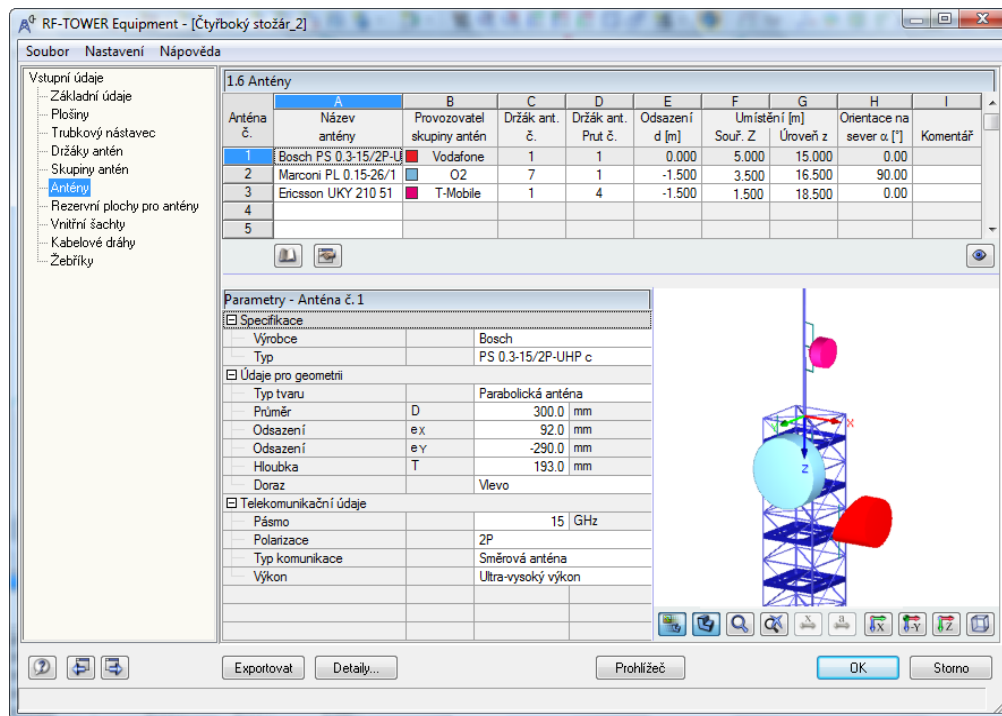 RF-TOWER Equipment - [Čtyřboký stožár_2]
Soubor Nastavení Nápověda
Vstupní údaje
Základní údaje
Plošiny
Trubkový nástavec
Držáky antén
Skupiny antén
Antény
Rezervní plochy pro antény
Vnitřní šachty
Kabelové dráhy
Žebříky
1.6 Antény
A B C D E F G H I
Anténa Název Provozovatel Držák ant. Držák ant. Odsazení Umístění [m] Orientace na
č. antény skupiny antén č. Prut č. d [m] Souř. Z Úroveň z sever α [°] Komentář
1 Bosch PS 0.3-15/2P-U Vodafone 1 1 0.000 5.000 15.000 0.00
2 Marconi PL 0.15-26/1 O2 7 1 -1.500 3.500 16.500 90.00
3 Ericsson UKY 210 51 T-Mobile 1 4 -1.500 1.500 18.500 0.00
4
5
Parametry - Anténa č. 1
Specifikace
Výrobce Bosch
Typ PS 0.3-15/2P-UHP c
Údaje pro geometrii
Typ tvaru Parabolická anténa
Průměr D 300.0 mm
Odsazení e X 92.0 mm
Odsazení e Y -290.0 mm
Hloubka T 193.0 mm
Doraz Vlevo
Telekomunikační údaje
Pásmo 15 GHz
Polarizace 2P
Typ komunikace Směrová anténa
Výkon Ultra-vysoký výkon
X
Y
Z
x a X -Y Z
Exportovat Detaily... Prohlížeč OK Storno